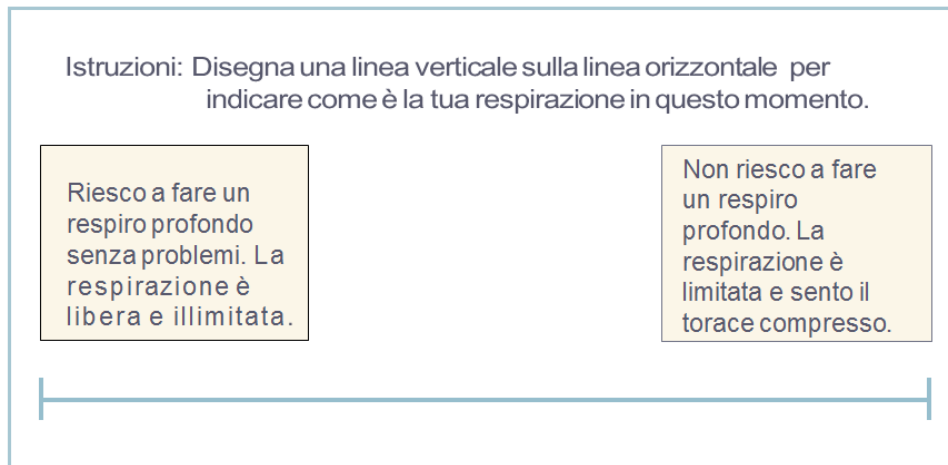 Istruzioni: Disegna una linea verticale sulla linea orizzontale per
indicare come è la tua respirazione in questo momento.
Riesco a fare un
respiro profondo
senza problemi. La
respirazione è
libera e illimitata.
Non riesco a fare
un respiro
profondo. La
respirazione è
limitata e sento il
torace compresso.